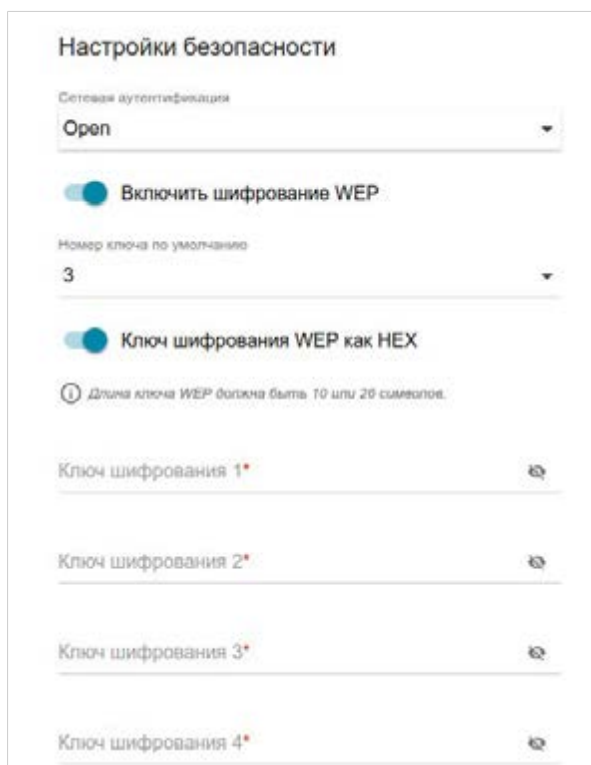 Настройки безопасности
Сетевая аутентификация
Open
Включить шифрование WEP
Номер ключа по умолчанию
3
Ключ шифрования WEP как HEX
Длина ключа WEP должна быть 10 или 26 символов.
Ключ шифрования 1*
Ключ шифрования 2*
Ключ шифрования 3*
Ключ шифрования 4*